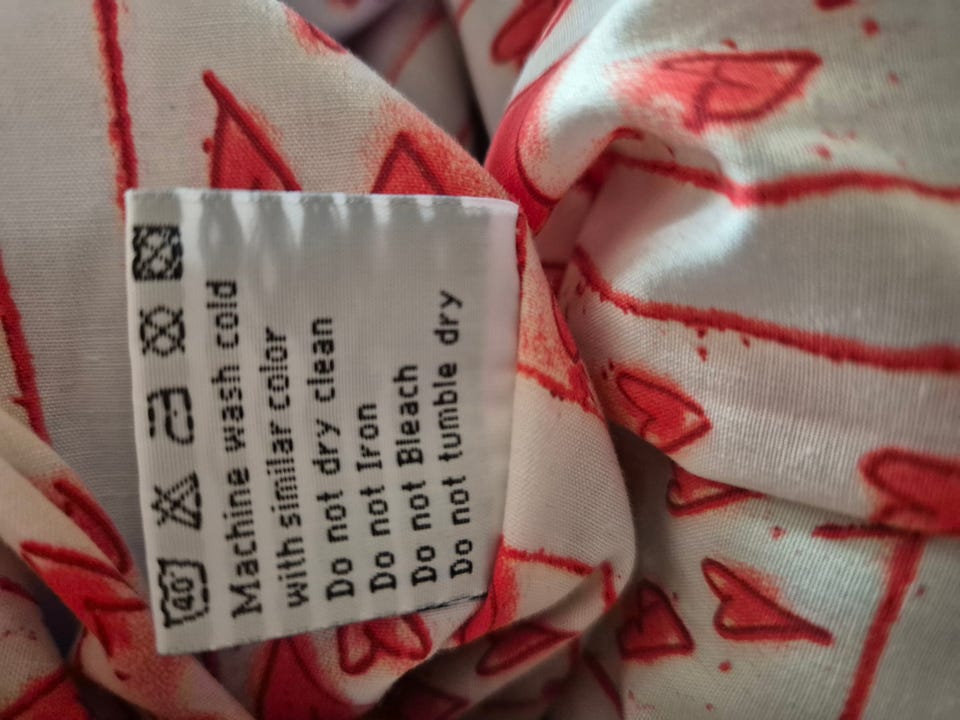 40°
Machine wash cold
with similar color
Do not dry clean
Do not Iron
Do not Bleach
Do not tumble dry